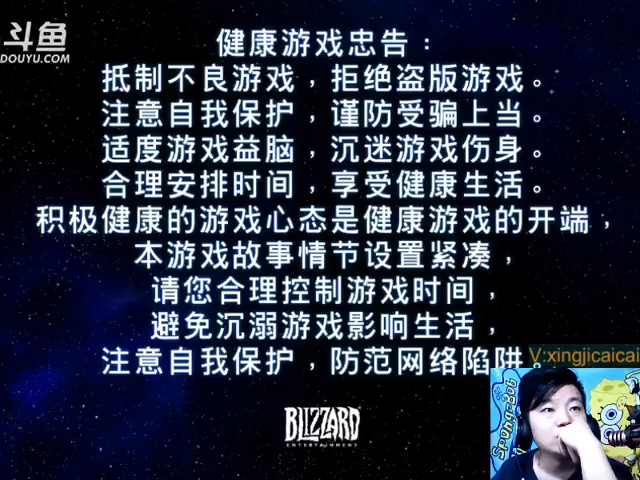 斗鱼
DOUYU.COM
健康游戏忠告：
抵制不良游戏，拒绝盗版游戏。
注意自我保护，谨防受骗上当。
适度游戏益脑，沉迷游戏伤身。
合理安排时间，享受健康生活。
积极健康的游戏心态是健康游戏的开端，
本游戏故事情节设置紧凑，
请您合理控制游戏时间，
避免沉溺游戏影响生活，
注意自我保护，防范网络陷阱。
V:xingjicaicai
BLIZZARD
ENTERTAINMENT